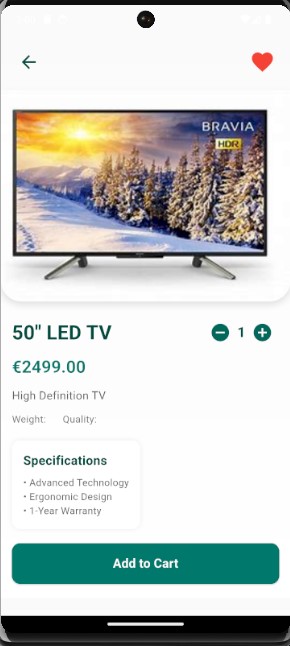 BRAVIA
HDR
50" LED TV
1
€2499.00
High Definition TV
Weight: Quality:
Specifications
• Advanced Technology
• Ergonomic Design
• 1-Year Warranty
Add to Cart